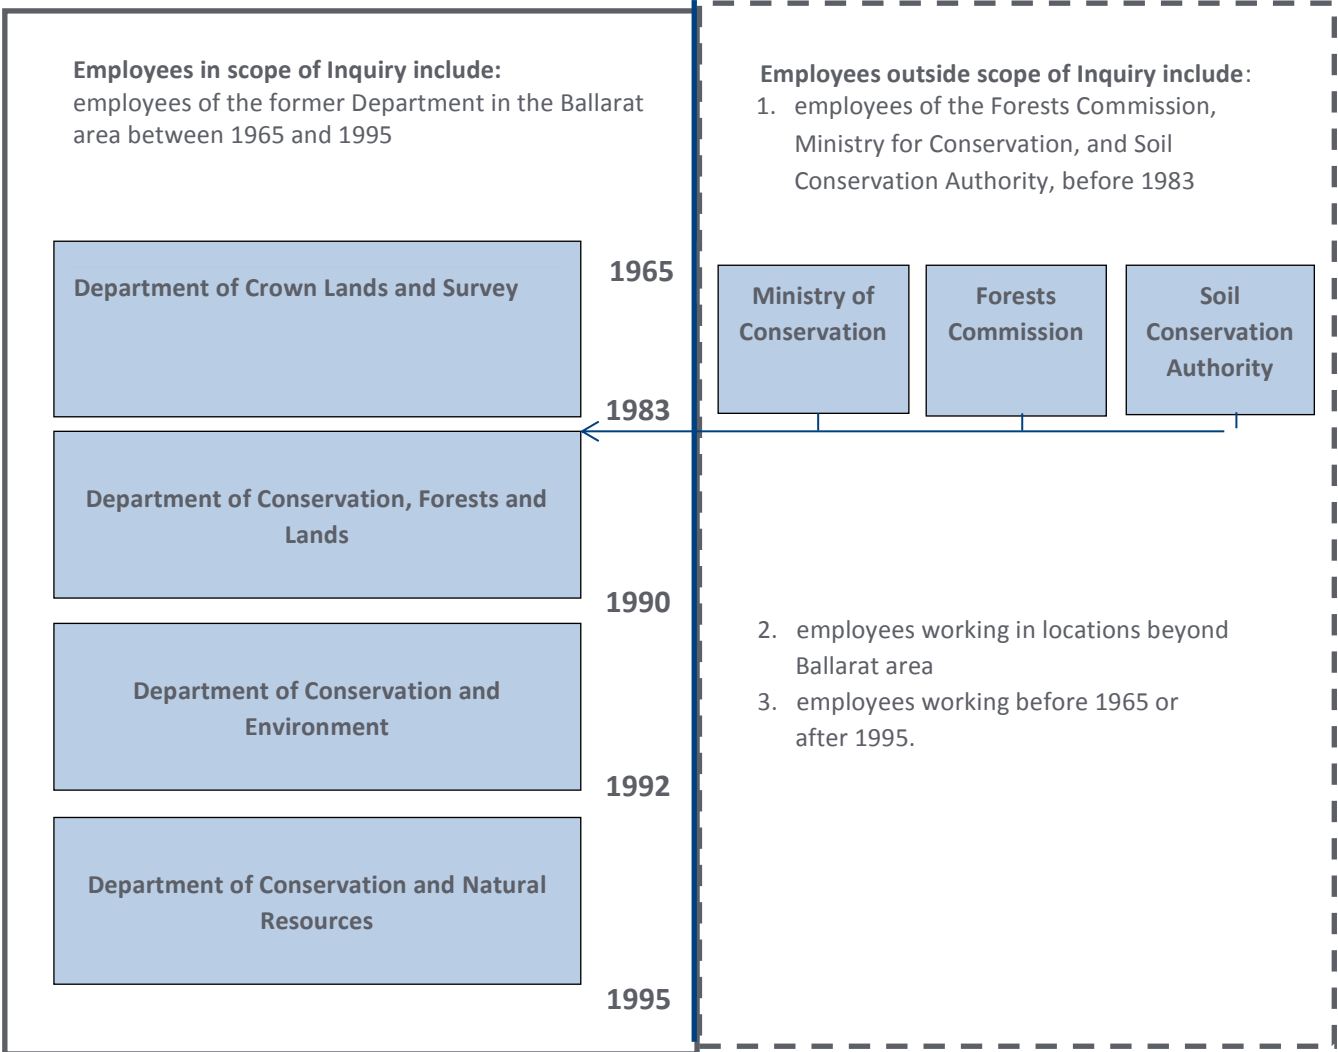 Employees in scope of Inquiry include:
employees of the former Department in the Ballarat
area between 1965 and 1995
Employees outside scope of Inquiry include:
1. employees of the Forests Commission,
Ministry for Conservation, and Soil
Conservation Authority, before 1983
Department of Crown Lands and Survey
1965
Ministry of
Conservation
Forests
Commission
Soil
Conservation
Authority
1983
Department of Conservation, Forests and
Lands
1990
2. employees working in locations beyond
Ballarat area
3. employees working before 1965 or
after 1995.
Department of Conservation and
Environment
1992
Department of Conservation and Natural
Resources
1995